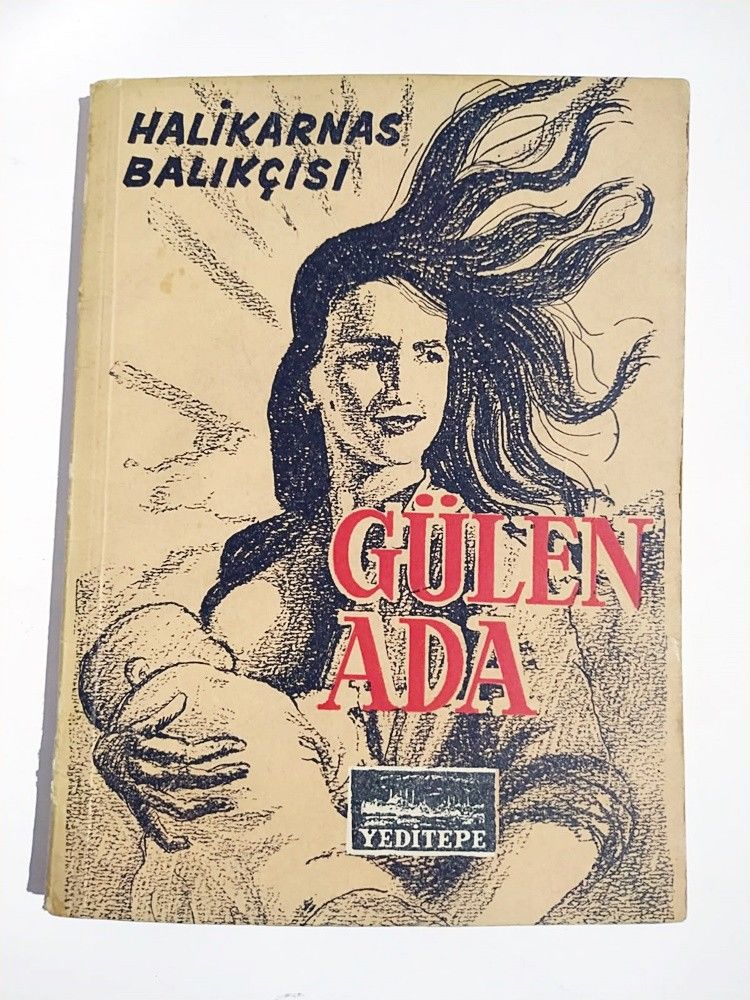 HALİKARNAS
BALIKÇISI
GÜLEN
ADA
YEDİTEPE